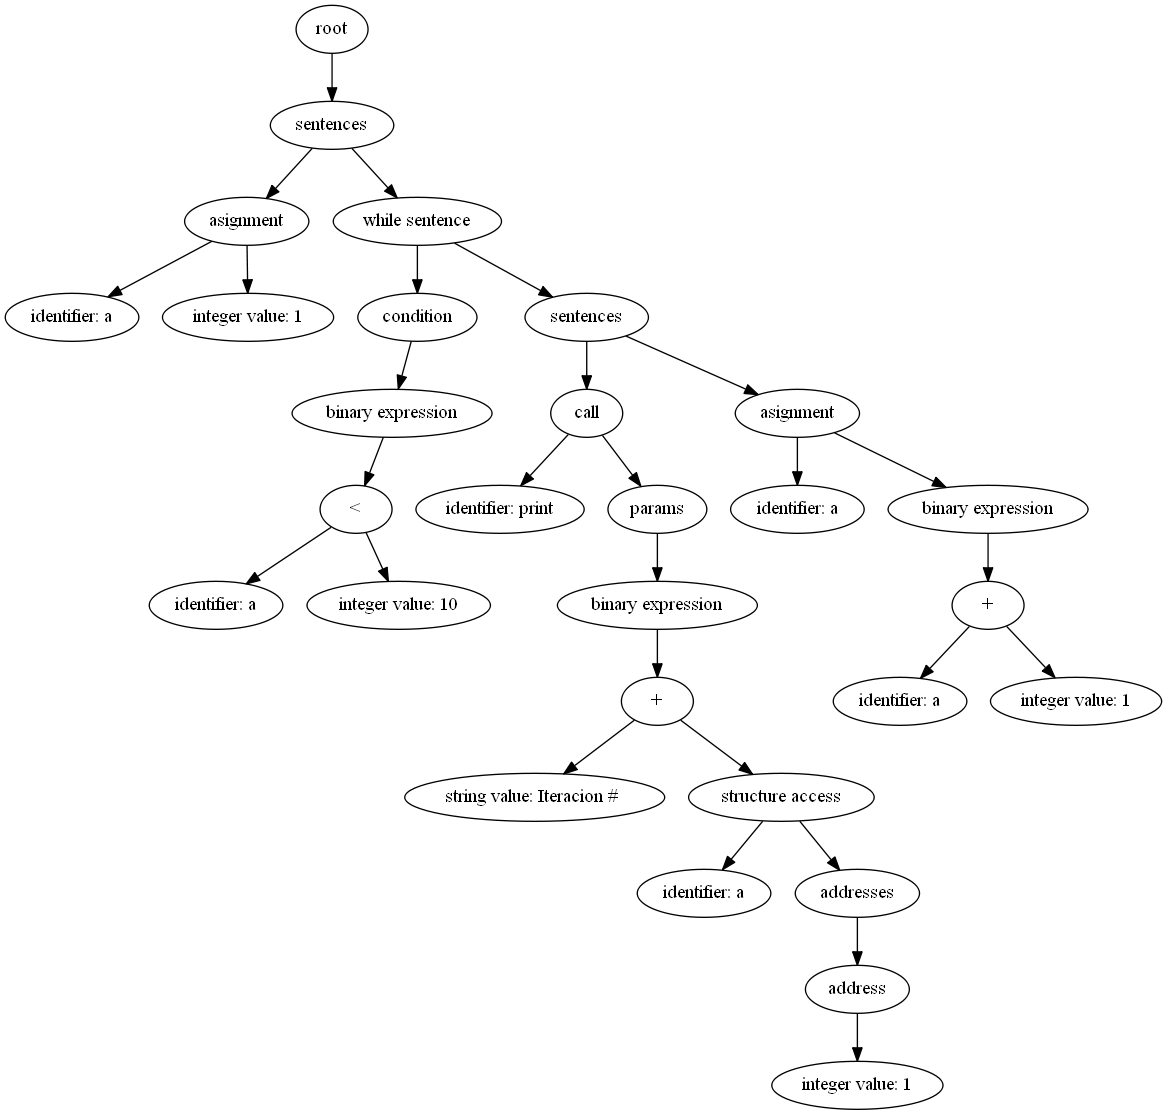 root
sentences
asignment
while sentence
identifier: a
integer value: 1
condition
sentences
binary expression
call
asignment
<
identifier: print
params
identifier: a
binary expression
identifier: a
integer value: 10
binary expression
+
+
identifier: a
integer value: 1
string value: Iteracion #
structure access
identifier: a
addresses
address
integer value: 1